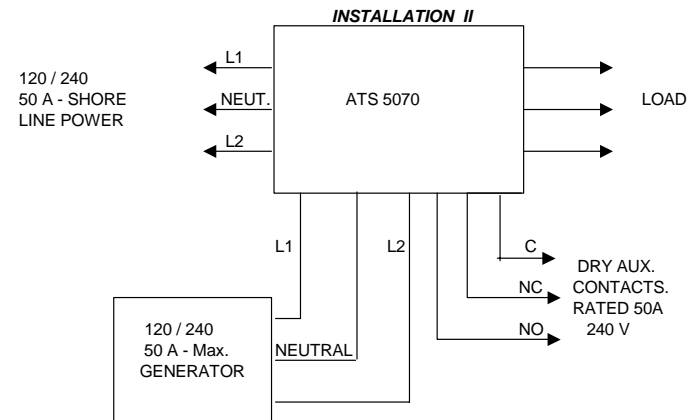 INSTALLATION II
L1
120 / 240
50 A - SHORE
LINE POWER
NEUT.
ATS 5070
LOAD
L2
L1
L2
C
DRY AUX.
CONTACTS.
RATED 50A
240 V
NC
NO
120 / 240
50 A - Max.
GENERATOR
NEUTRAL